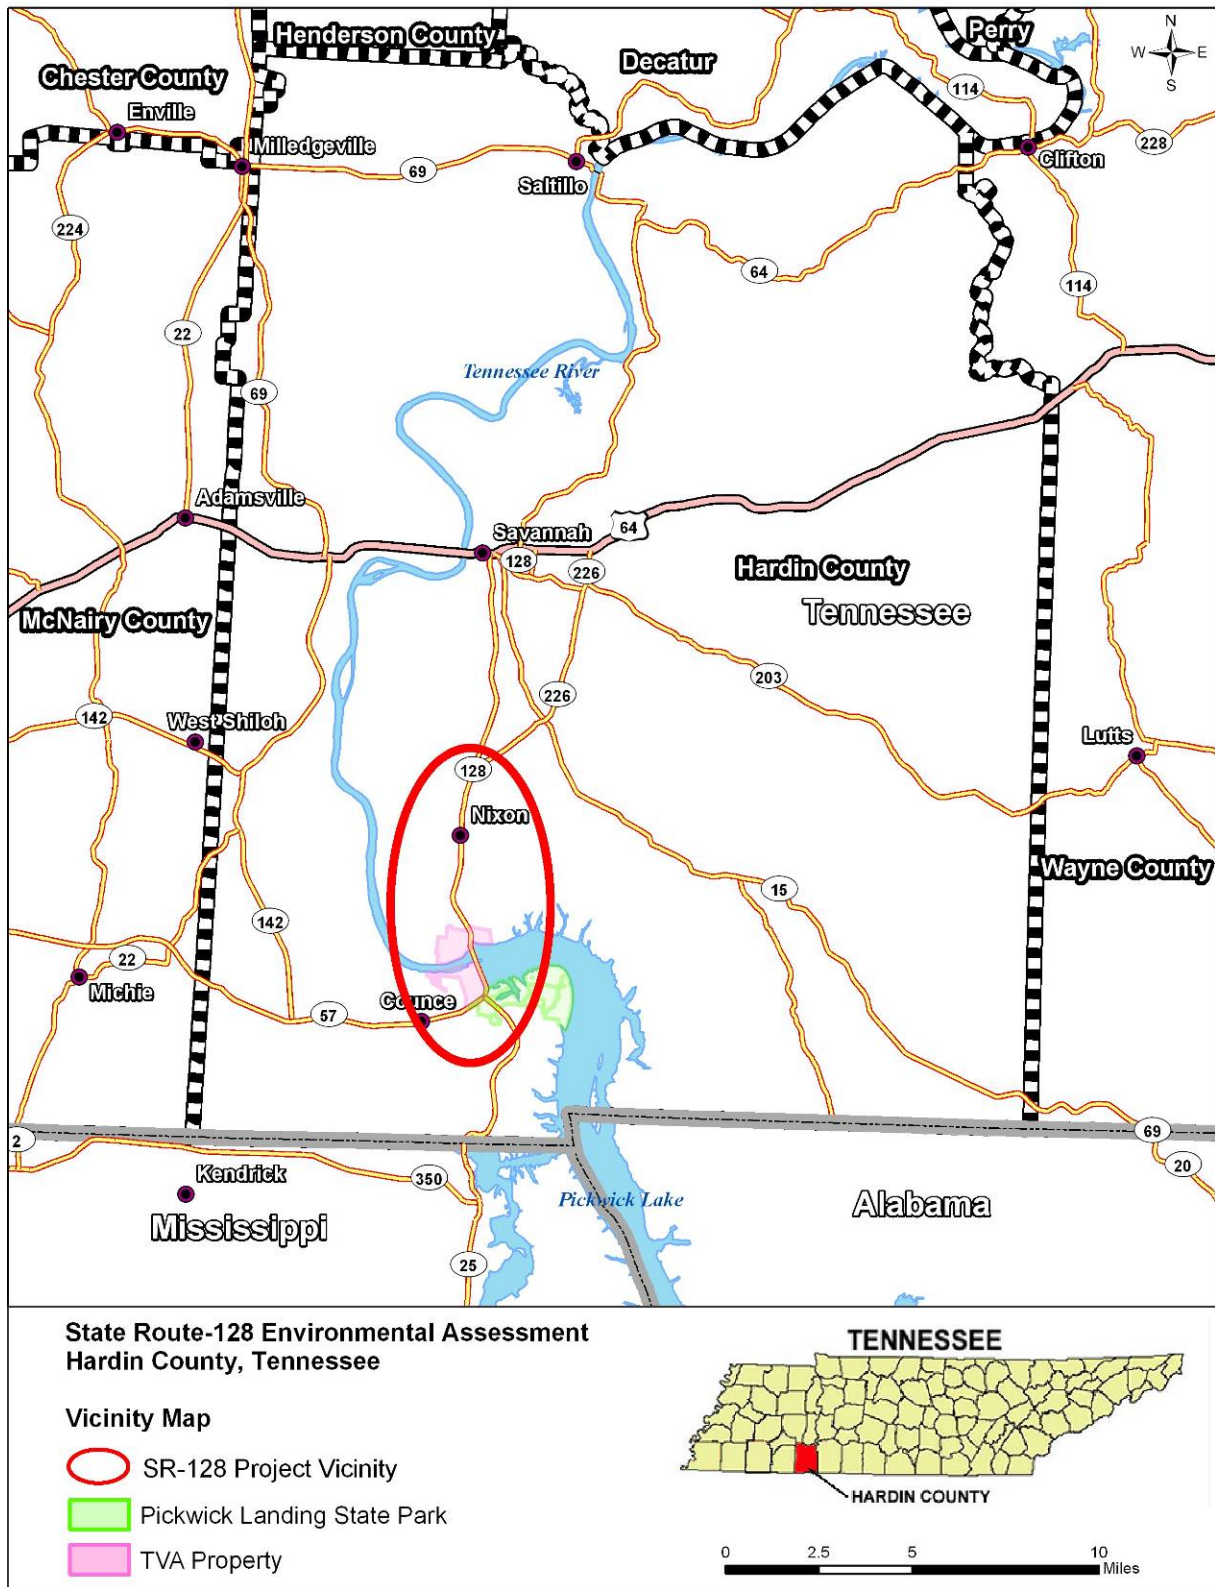 Henderson County
Perry
N
W E
S
Decatur
Chester County
114
Enville
Milledgeville
69
Saltillo
Clifton
228
224
64
114
22
Tennessee River
69
Adamsville
Savannah
64
128
226
Hardin County
Tennessee
McNairy County
203
226
142
West Shiloh
Lutts
128
Nixon
Wayne County
15
142
22
Michie
Counce
57
2
69
20
Kendrick
350
Pickwick Lake
Alabama
Mississippi
25
State Route-128 Environmental Assessment
Hardin County, Tennessee
Vicinity Map
SR-128 Project Vicinity
Pickwick Landing State Park
TVA Property
TENNESSEE
HARDIN COUNTY
0 2.5 5 10
Miles